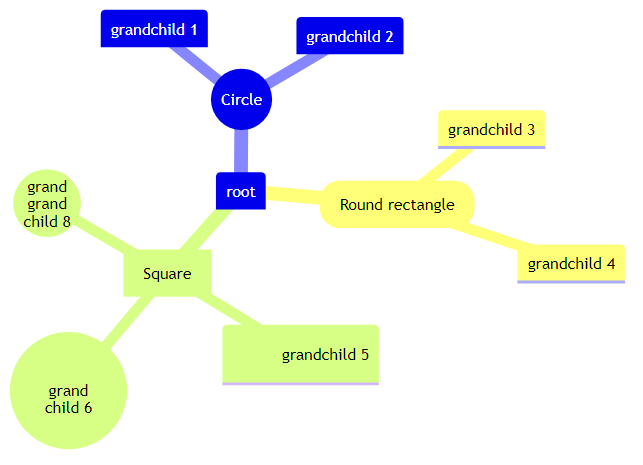 grandchild 1
grandchild 2
Circle
grandchild 3
root
Round rectangle
grand
grand
child 8
grandchild 4
Square
grandchild 5
grand
child 6